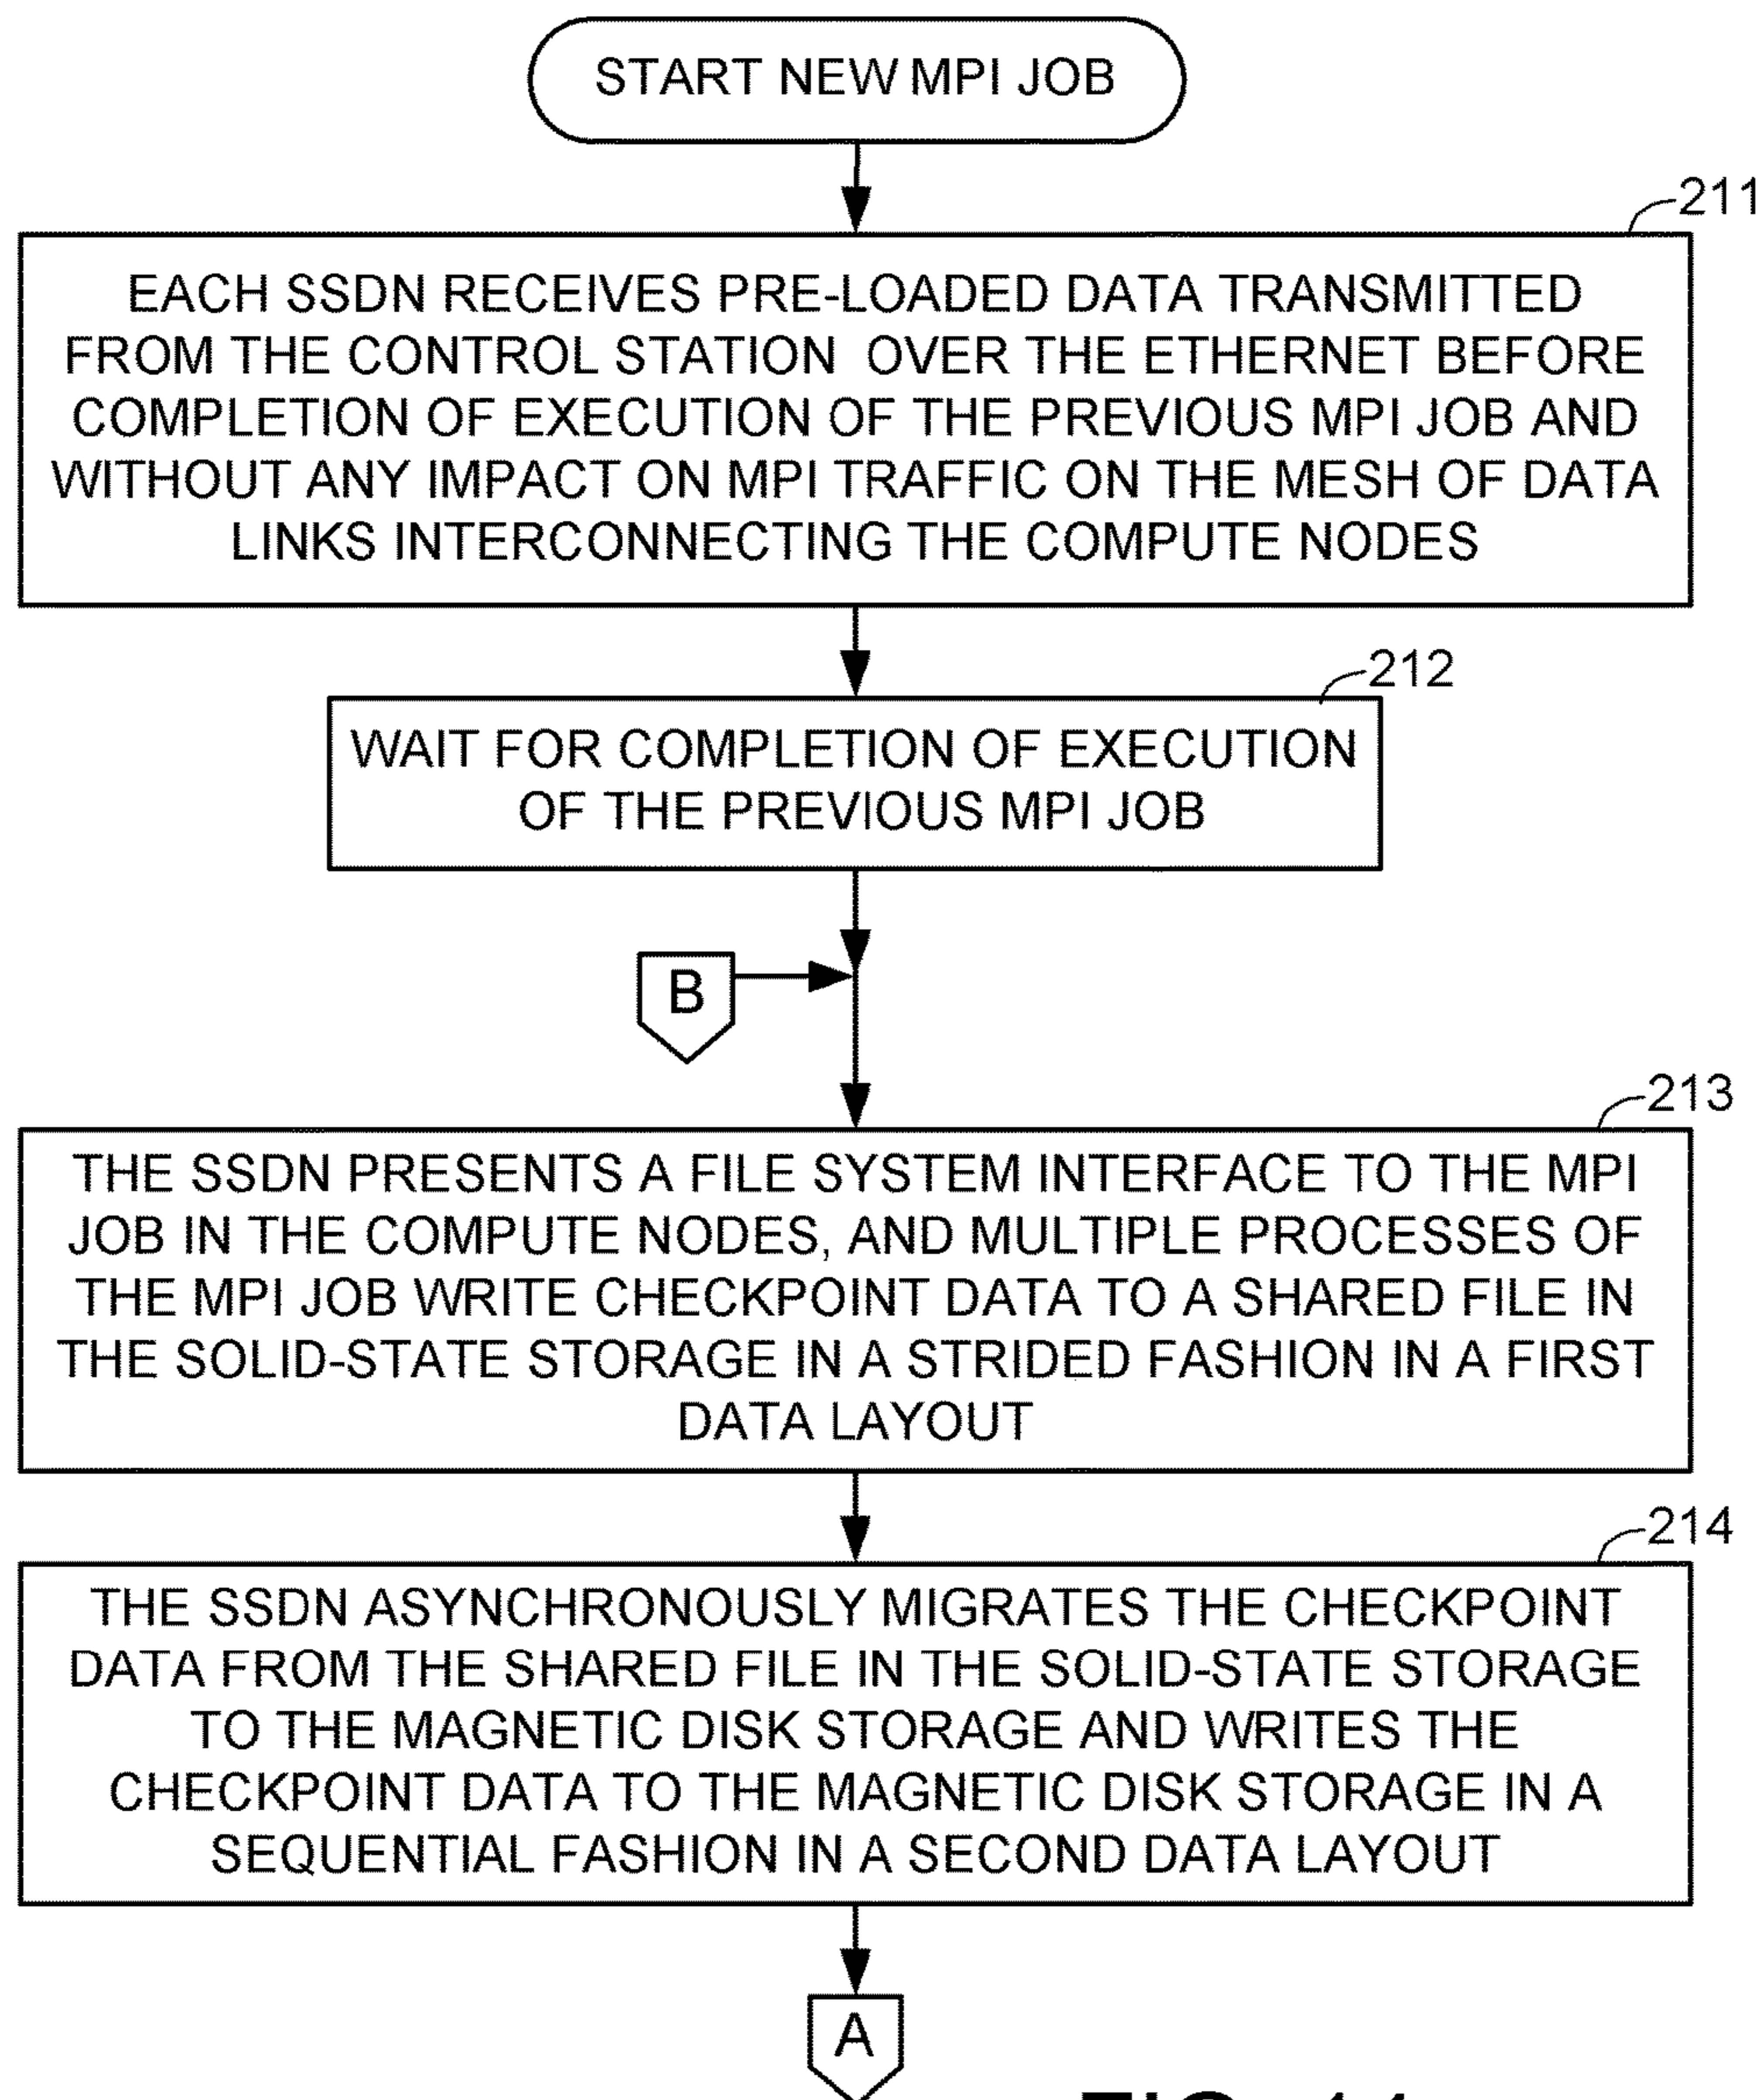 START NEW MPI JOB
211
EACH SSDN RECEIVES PRE-LOADED DATA TRANSMITTED
FROM THE CONTROL STATION OVER THE ETHERNET BEFORE
COMPLETION OF EXECUTION OF THE PREVIOUS MPI JOB AND
WITHOUT ANY IMPACT ON MPI TRAFFIC ON THE MESH OF DATA
LINKS INTERCONNECTING THE COMPUTE NODES
212
WAIT FOR COMPLETION OF EXECUTION
OF THE PREVIOUS MPI JOB
B
213
THE SSDN PRESENTS A FILE SYSTEM INTERFACE TO THE MPI
JOB IN THE COMPUTE NODES, AND MULTIPLE PROCESSES OF
THE MPI JOB WRITE CHECKPOINT DATA TO A SHARED FILE IN
THE SOLID-STATE STORAGE IN A STRIDED FASHION IN A FIRST
DATA LAYOUT
214
THE SSDN ASYNCHRONOUSLY MIGRATES THE CHECKPOINT
DATA FROM THE SHARED FILE IN THE SOLID-STATE STORAGE
TO THE MAGNETIC DISK STORAGE AND WRITES THE
CHECKPOINT DATA TO THE MAGNETIC DISK STORAGE IN A
SEQUENTIAL FASHION IN A SECOND DATA LAYOUT
A